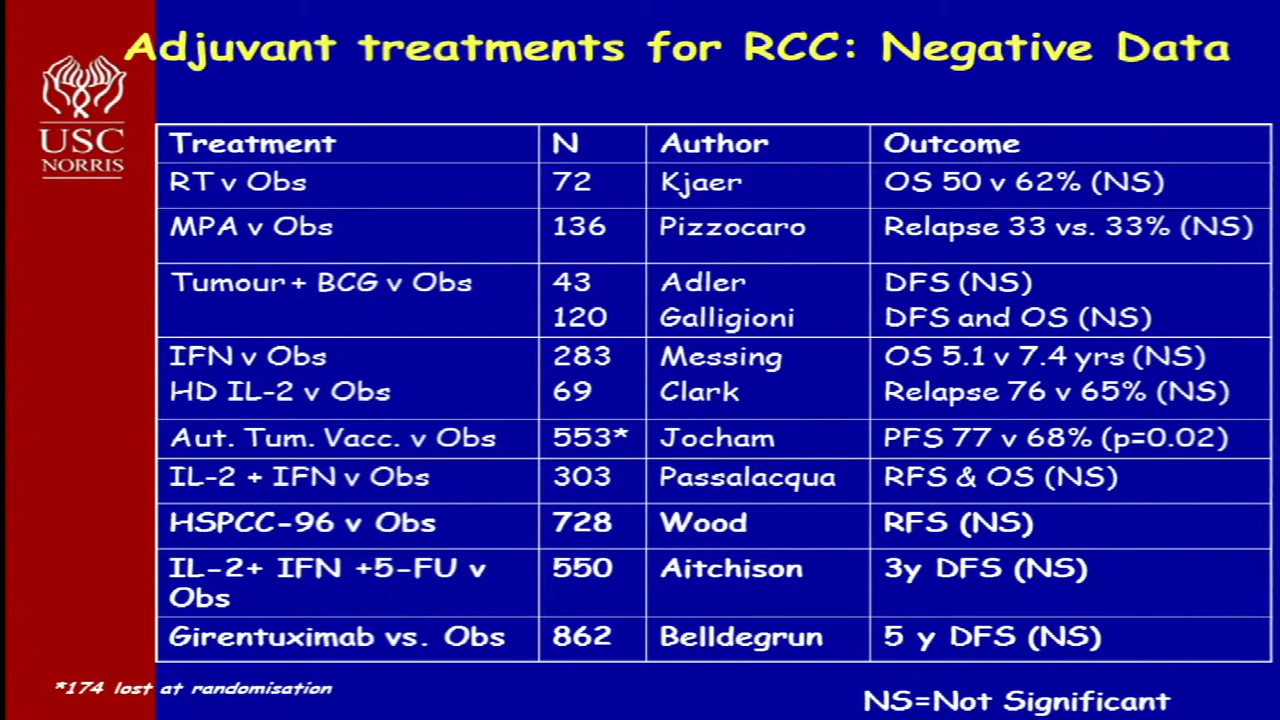 Adjuvant treatments for RCC: Negative Data
USC
NORRIS
Treatment N Author Outcome
RT v Obs 72 Kjaer OS 50 v 62% (NS)
MPA v Obs 136 Pizzocaro Relapse 33 vs. 33% (NS)
Tumour + BCG v Obs 43 Adler DFS (NS)
120 Galligioni DFS and OS (NS)
IFN v Obs 283 Messing OS 5.1 v 7.4 yrs (NS)
HD IL-2 v Obs 69 Clark Relapse 76 v 65% (NS)
Aut. Tum. Vacc. v Obs 553* Jocham PFS 77 v 68% (p=0.02)
IL-2 + IFN v Obs 303 Passalacqua RFS & OS (NS)
HSPCC-96 v Obs 728 Wood RFS (NS)
IL-2+ IFN +5-FU v 550 Aitchison 3y DFS (NS)
Obs
Girentuximab vs. Obs 862 Belldegrun 5 y DFS (NS)
*174 lost at randomisation
NS=Not Significant